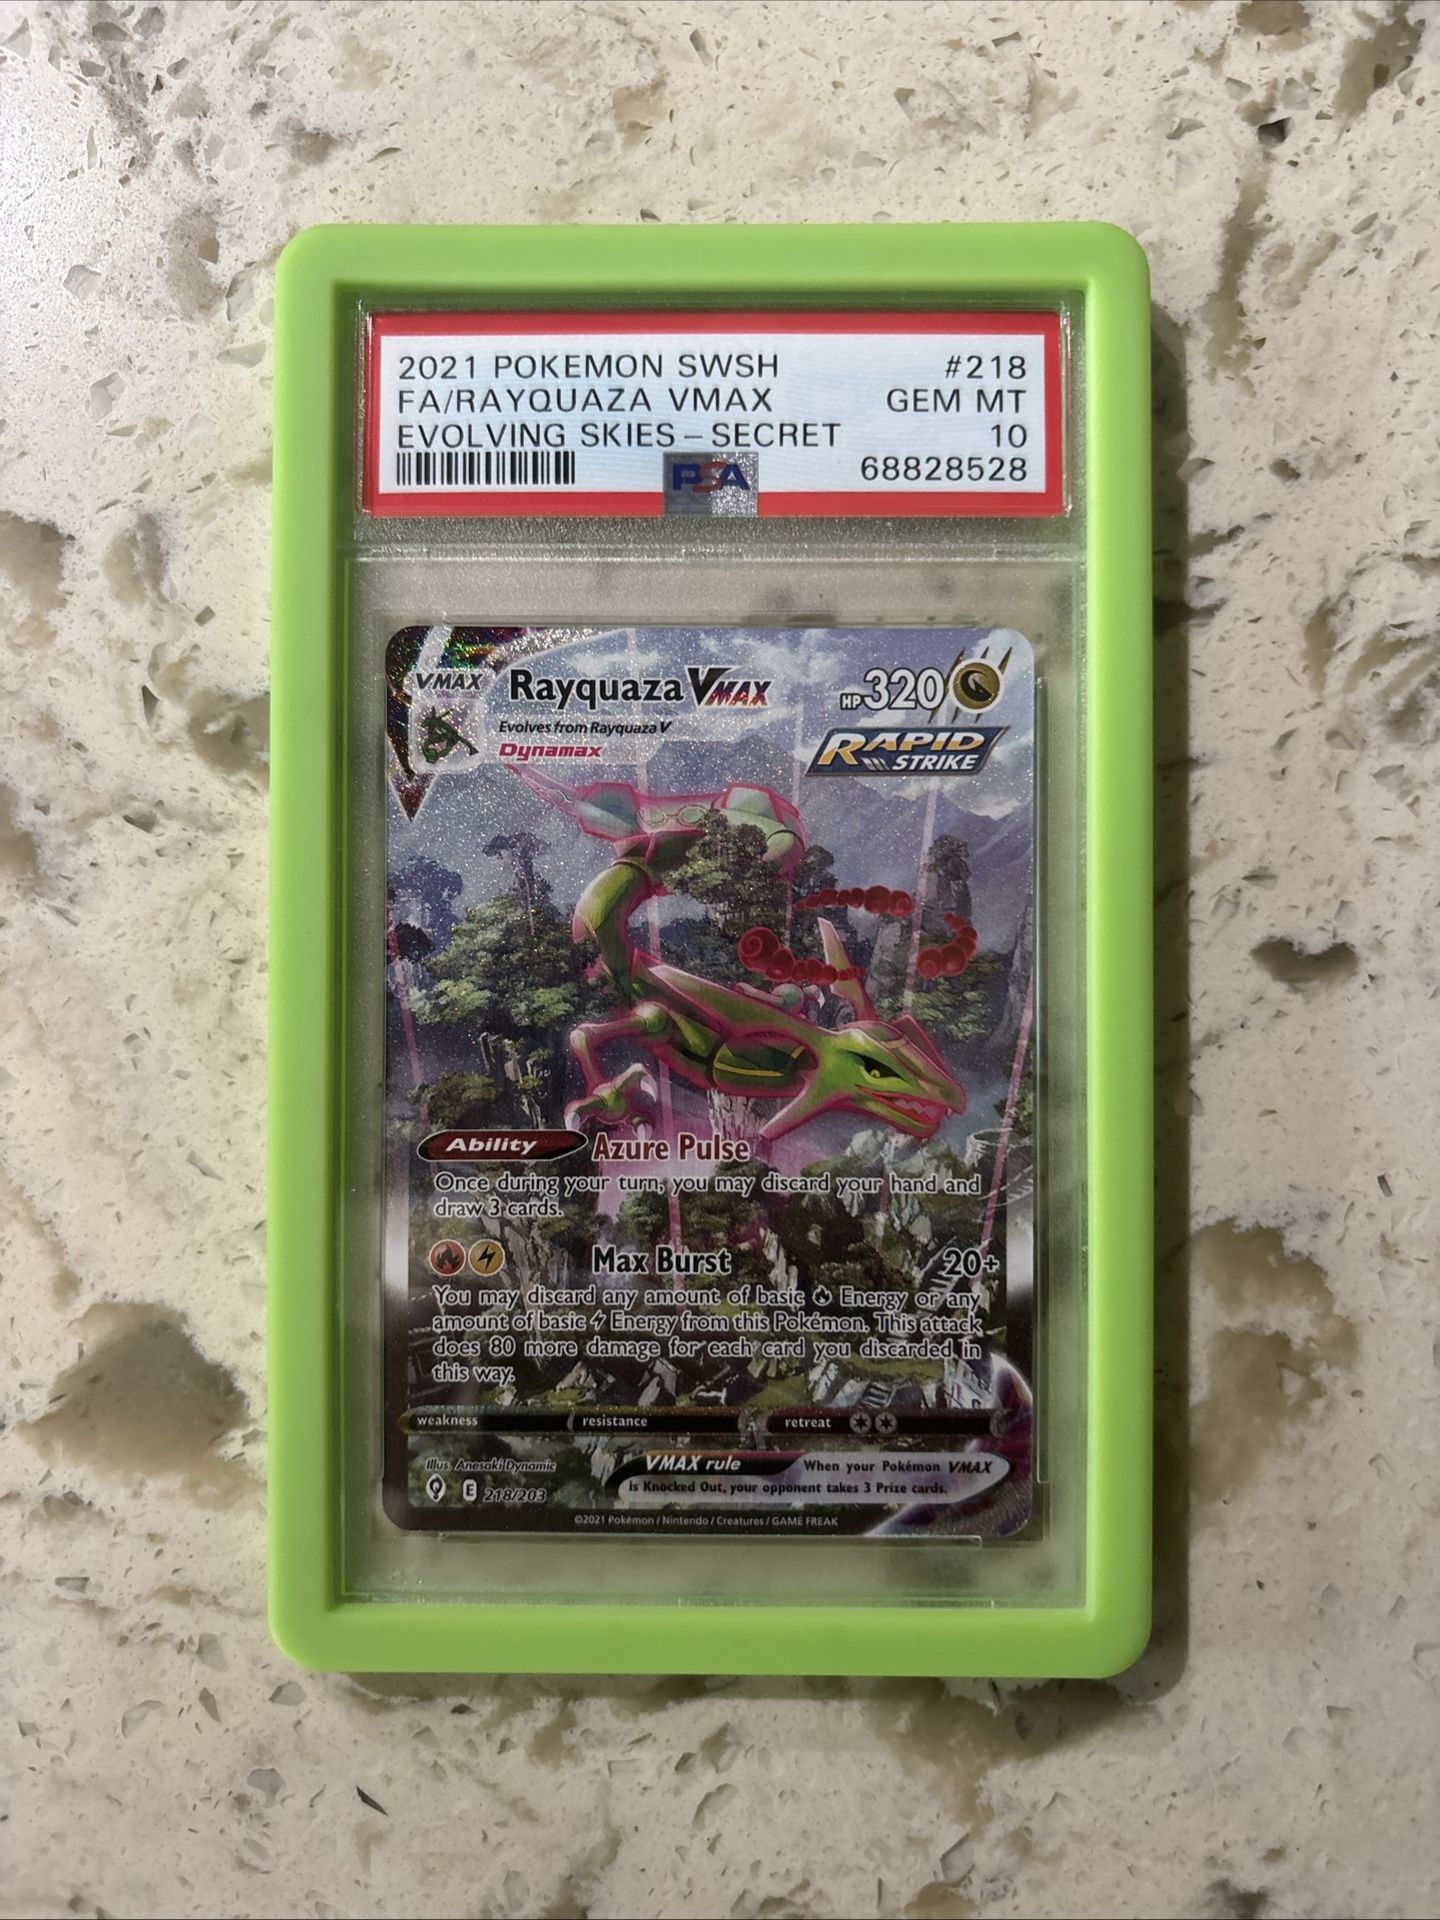 2021 POKEMON SWSH #218
FA/RAYQUAZA VMAX GEM MT
EVOLVING SKIES – SECRET 10
PSA 68828528
VMAX Rayquaza VMAX HP 320
Evolves from Rayquaza V
Dynamax
RAPID
STRIKE
Ability Azure Pulse
Once during your turn, you may discard your hand and
draw 3 cards.
Max Burst 20+
You may discard any amount of basic Energy or any
amount of basic Energy from this Pokémon. This attack
does 80 more damage for each card you discarded in
this way.
weakness resistance retreat
Illus. Anesaki Dynamic
VMAX rule When your Pokémon VMAX
is Knocked Out, your opponent takes 3 Prize cards.
E 218/203
©2021 Pokémon / Nintendo / Creatures / GAME FREAK